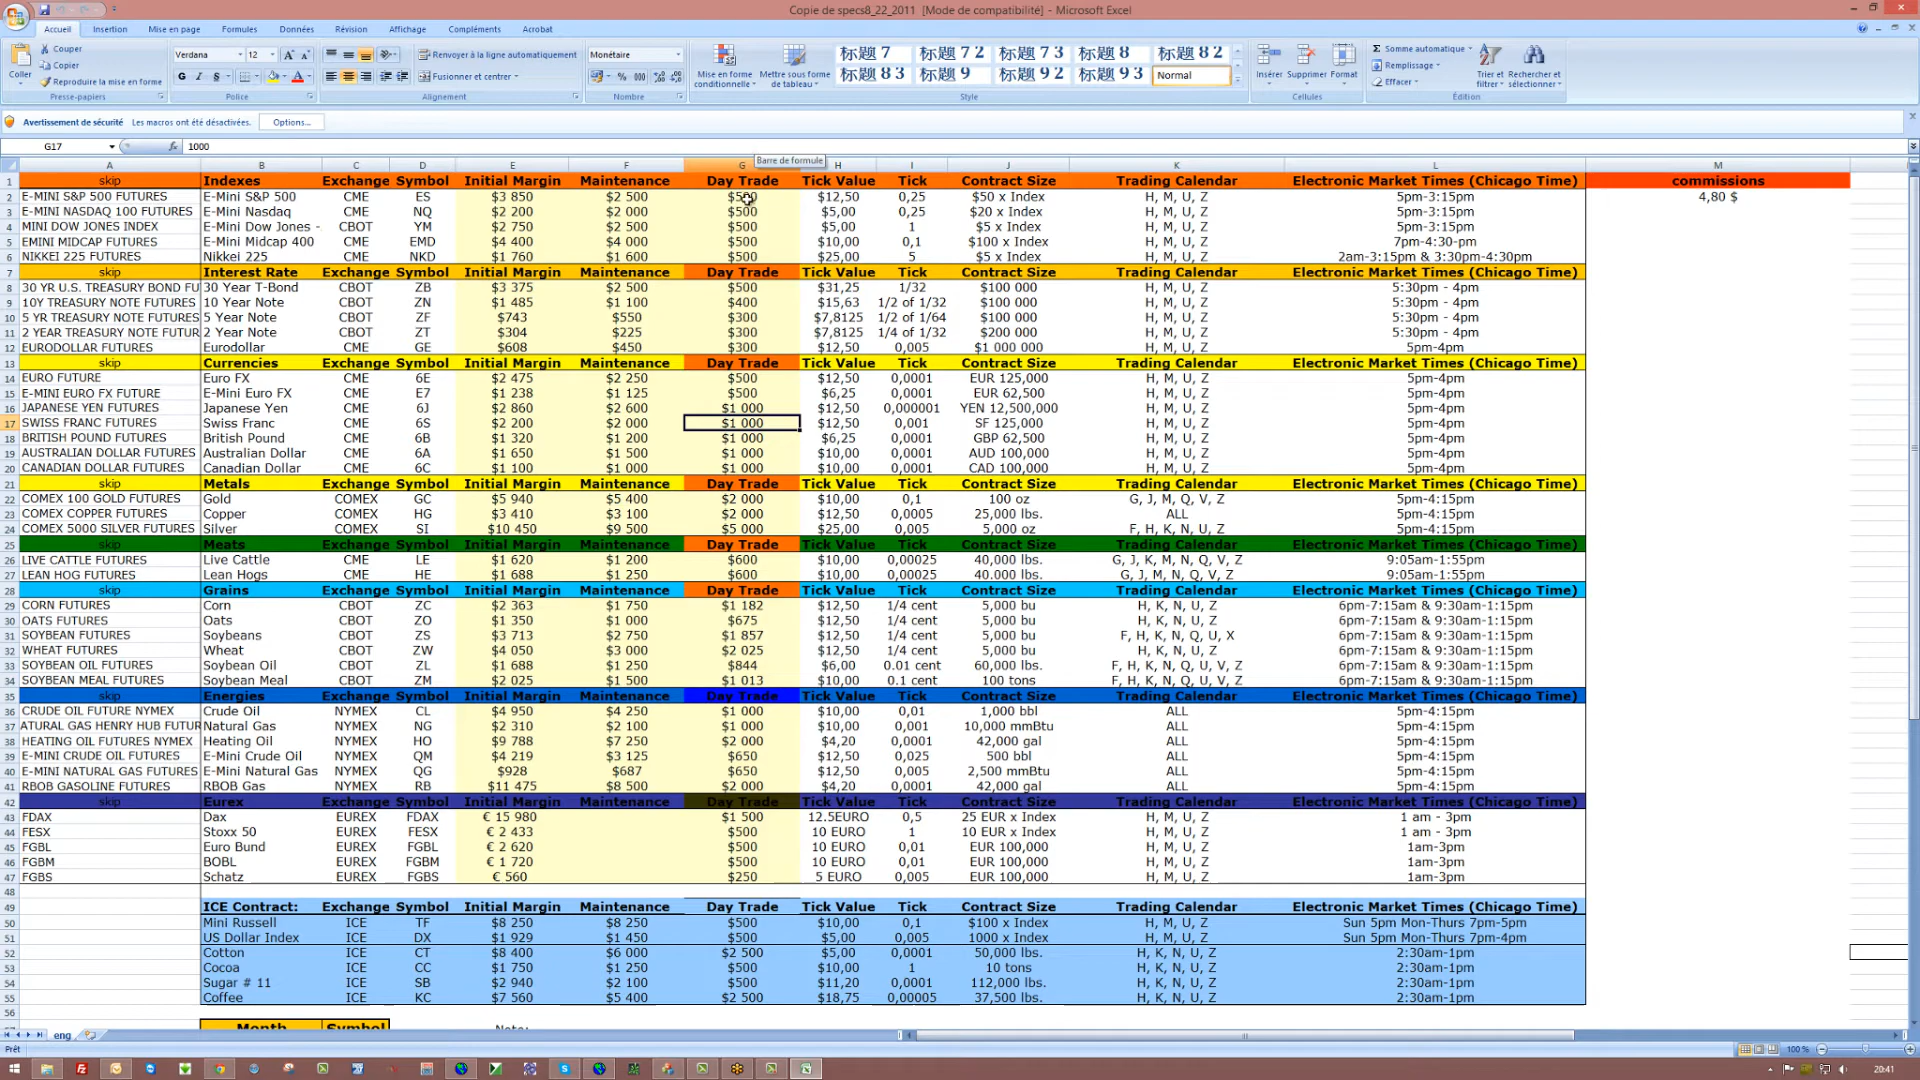 Copie de specs8_22_2011 [Mode de compatibilité] - Microsoft Excel
Accueil Insertion Mise en page Formules Données Révision Affichage Compléments Acrobat
Coller Couper Copier Reproduire la mise en forme Presse-papiers
Verdana 12 Police
Renvoyer à la ligne automatiquement Fusionner et centrer Alignement
Monétaire Nombre
Mise en forme conditionnelle Mettre sous forme de tableau
标题 7 标题 7 2 标题 7 3 标题 8 标题 8 2
标题 8 3 标题 9 标题 9 2 标题 9 3 Normal
Style
Insérer Supprimer Format Cellules
Somme automatique Remplissage Effacer Trier et filtrer Rechercher et sélectionner Édition
Avertissement de sécurité Les macros ont été désactivées. Options...
G17 fx 1000
Barre de formule
A B C D E F G H I J K L M
1 skip Indexes Exchange Symbol Initial Margin Maintenance Day Trade Tick Value Tick Contract Size Trading Calendar Electronic Market Times (Chicago Time) commissions
2 E-MINI S&P 500 FUTURES E-Mini S&P 500 CME ES $3 850 $2 500 $500 $12,50 0,25 $50 x Index H, M, U, Z 5pm-3:15pm 4,80 $
3 E-MINI NASDAQ 100 FUTURES E-Mini Nasdaq CME NQ $2 200 $2 000 $500 $5,00 0,25 $20 x Index H, M, U, Z 5pm-3:15pm
4 MINI DOW JONES INDEX E-Mini Dow Jones - CBOT YM $2 750 $2 500 $500 $5,00 1 $5 x Index H, M, U, Z 5pm-3:15pm
5 EMINI MIDCAP FUTURES E-Mini Midcap 400 CME EMD $4 400 $4 000 $500 $10,00 0,1 $100 x Index H, M, U, Z 7pm-4:30-pm
6 NIKKEI 225 FUTURES Nikkei 225 CME NKD $1 760 $1 600 $500 $25,00 5 $5 x Index H, M, U, Z 2am-3:15pm & 3:30pm-4:30pm
7 skip Interest Rate Exchange Symbol Initial Margin Maintenance Day Trade Tick Value Tick Contract Size Trading Calendar Electronic Market Times (Chicago Time)
8 30 YR U.S. TREASURY BOND FU 30 Year T-Bond CBOT ZB $3 375 $2 500 $500 $31,25 1/32 $100 000 H, M, U, Z 5:30pm - 4pm
9 10Y TREASURY NOTE FUTURES 10 Year Note CBOT ZN $1 485 $1 100 $400 $15,63 1/2 of 1/32 $100 000 H, M, U, Z 5:30pm - 4pm
10 5 YR TREASURY NOTE FUTURES 5 Year Note CBOT ZF $743 $550 $300 $7,8125 1/2 of 1/64 $100 000 H, M, U, Z 5:30pm - 4pm
11 2 YEAR TREASURY NOTE FUTUR 2 Year Note CBOT ZT $304 $225 $300 $7,8125 1/4 of 1/32 $200 000 H, M, U, Z 5:30pm - 4pm
12 EURODOLLAR FUTURES Eurodollar CME GE $608 $450 $300 $12,50 0,005 $1 000 000 H, M, U, Z 5pm-4pm
13 skip Currencies Exchange Symbol Initial Margin Maintenance Day Trade Tick Value Tick Contract Size Trading Calendar Electronic Market Times (Chicago Time)
14 EURO FUTURE Euro FX CME 6E $2 475 $2 250 $500 $12,50 0,0001 EUR 125,000 H, M, U, Z 5pm-4pm
15 E-MINI EURO FX FUTURE E-Mini Euro FX CME E7 $1 238 $1 125 $500 $6,25 0,0001 EUR 62,500 H, M, U, Z 5pm-4pm
16 JAPANESE YEN FUTURES Japanese Yen CME 6J $2 860 $2 600 $1 000 $12,50 0,000001 YEN 12,500,000 H, M, U, Z 5pm-4pm
17 SWISS FRANC FUTURES Swiss Franc CME 6S $2 200 $2 000 $1 000 $12,50 0,001 SF 125,000 H, M, U, Z 5pm-4pm
18 BRITISH POUND FUTURES British Pound CME 6B $1 320 $1 200 $1 000 $6,25 0,0001 GBP 62,500 H, M, U, Z 5pm-4pm
19 AUSTRALIAN DOLLAR FUTURES Australian Dollar CME 6A $1 650 $1 500 $1 000 $10,00 0,0001 AUD 100,000 H, M, U, Z 5pm-4pm
20 CANADIAN DOLLAR FUTURES Canadian Dollar CME 6C $1 100 $1 000 $1 000 $10,00 0,0001 CAD 100,000 H, M, U, Z 5pm-4pm
21 skip Metals Exchange Symbol Initial Margin Maintenance Day Trade Tick Value Tick Contract Size Trading Calendar Electronic Market Times (Chicago Time)
22 COMEX 100 GOLD FUTURES Gold COMEX GC $5 940 $5 400 $2 000 $10,00 0,1 100 oz G, J, M, Q, V, Z 5pm-4:15pm
23 COMEX COPPER FUTURES Copper COMEX HG $3 410 $3 100 $2 000 $12,50 0,0005 25,000 lbs. ALL 5pm-4:15pm
24 COMEX 5000 SILVER FUTURES Silver COMEX SI $10 450 $9 500 $5 000 $25,00 0,005 5,000 oz F, H, K, N, U, Z 5pm-4:15pm
25 skip Meats Exchange Symbol Initial Margin Maintenance Day Trade Tick Value Tick Contract Size Trading Calendar Electronic Market Times (Chicago Time)
26 LIVE CATTLE FUTURES Live Cattle CME LE $1 620 $1 200 $600 $10,00 0,00025 40,000 lbs. G, J, K, M, Q, V, Z 9:05am-1:55pm
27 LEAN HOG FUTURES Lean Hogs CME HE $1 688 $1 250 $600 $10,00 0,00025 40.000 lbs. G, J, M, N, Q, V, Z 9:05am-1:55pm
28 skip Grains Exchange Symbol Initial Margin Maintenance Day Trade Tick Value Tick Contract Size Trading Calendar Electronic Market Times (Chicago Time)
29 CORN FUTURES Corn CBOT ZC $2 363 $1 750 $1 182 $12,50 1/4 cent 5,000 bu H, K, N, U, Z 6pm-7:15am & 9:30am-1:15pm
30 OATS FUTURES Oats CBOT ZO $1 350 $1 000 $675 $12,50 1/4 cent 5,000 bu H, K, N, U, Z 6pm-7:15am & 9:30am-1:15pm
31 SOYBEAN FUTURES Soybeans CBOT ZS $3 713 $2 750 $1 857 $12,50 1/4 cent 5,000 bu F, H, K, N, Q, U, X 6pm-7:15am & 9:30am-1:15pm
32 WHEAT FUTURES Wheat CBOT ZW $4 050 $3 000 $2 025 $12,50 1/4 cent 5,000 bu H, K, N, U, Z 6pm-7:15am & 9:30am-1:15pm
33 SOYBEAN OIL FUTURES Soybean Oil CBOT ZL $1 688 $1 250 $844 $6,00 0.01 cent 60,000 lbs. F, H, K, N, Q, U, V, Z 6pm-7:15am & 9:30am-1:15pm
34 SOYBEAN MEAL FUTURES Soybean Meal CBOT ZM $2 025 $1 500 $1 013 $10,00 0.1 cent 100 tons F, H, K, N, Q, U, V, Z 6pm-7:15am & 9:30am-1:15pm
35 skip Energies Exchange Symbol Initial Margin Maintenance Day Trade Tick Value Tick Contract Size Trading Calendar Electronic Market Times (Chicago Time)
36 CRUDE OIL FUTURE NYMEX Crude Oil NYMEX CL $4 950 $4 250 $1 000 $10,00 0,01 1,000 bbl ALL 5pm-4:15pm
37 ATURAL GAS HENRY HUB FUTUR Natural Gas NYMEX NG $2 310 $2 100 $1 000 $10,00 0,001 10,000 mmBtu ALL 5pm-4:15pm
38 HEATING OIL FUTURES NYMEX Heating Oil NYMEX HO $9 788 $7 250 $2 000 $4,20 0,0001 42,000 gal ALL 5pm-4:15pm
39 E-MINI CRUDE OIL FUTURES E-Mini Crude Oil NYMEX QM $4 219 $3 125 $650 $12,50 0,025 500 bbl ALL 5pm-4:15pm
40 E-MINI NATURAL GAS FUTURES E-Mini Natural Gas NYMEX QG $928 $687 $650 $12,50 0,005 2,500 mmBtu ALL 5pm-4:15pm
41 RBOB GASOLINE FUTURES RBOB Gas NYMEX RB $11 475 $8 500 $2 000 $4,20 0,0001 42,000 gal ALL 5pm-4:15pm
42 skip Eurex Exchange Symbol Initial Margin Maintenance Day Trade Tick Value Tick Contract Size Trading Calendar Electronic Market Times (Chicago Time)
43 FDAX Dax EUREX FDAX € 15 980 $1 500 12.5EURO 0,5 25 EUR x Index H, M, U, Z 1 am - 3pm
44 FESX Stoxx 50 EUREX FESX € 2 433 $500 10 EURO 1 10 EUR x Index H, M, U, Z 1 am - 3pm
45 FGBL Euro Bund EUREX FGBL € 2 620 $500 10 EURO 0,01 EUR 100,000 H, M, U, Z 1am-3pm
46 FGBM BOBL EUREX FGBM € 1 720 $500 10 EURO 0,01 EUR 100,000 H, M, U, Z 1am-3pm
47 FGBS Schatz EUREX FGBS € 560 $250 5 EURO 0,005 EUR 100,000 H, M, U, Z 1am-3pm
48
49 ICE Contract: Exchange Symbol Initial Margin Maintenance Day Trade Tick Value Tick Contract Size Trading Calendar Electronic Market Times (Chicago Time)
50 Mini Russell ICE TF $8 250 $8 250 $500 $10,00 0,1 $100 x Index H, M, U, Z Sun 5pm Mon-Thurs 7pm-5pm
51 US Dollar Index ICE DX $1 929 $1 450 $500 $5,00 0,005 1000 x Index H, M, U, Z Sun 5pm Mon-Thurs 7pm-4pm
52 Cotton ICE CT $8 400 $6 000 $2 500 $5,00 0,0001 50,000 lbs. H, K, N, U, Z 2:30am-1pm
53 Cocoa ICE CC $1 750 $1 250 $500 $10,00 1 10 tons H, K, N, U, Z 2:30am-1pm
54 Sugar # 11 ICE SB $2 940 $2 100 $500 $11,20 0,0001 112,000 lbs. H, K, N, U, Z 2:30am-1pm
55 Coffee ICE KC $7 560 $5 400 $2 500 $18,75 0,00005 37,500 lbs. H, K, N, U, Z 2:30am-1pm
56
Month Symbol Note:
eng
Prêt 100 %
20:41